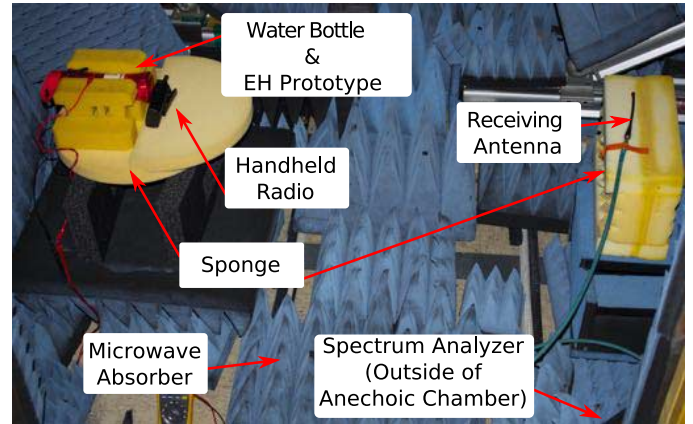 Water Bottle
&
EH Prototype
Receiving
Antenna
Handheld
Radio
Sponge
Microwave
Absorber
Spectrum Analyzer
(Outside of
Anechoic Chamber)